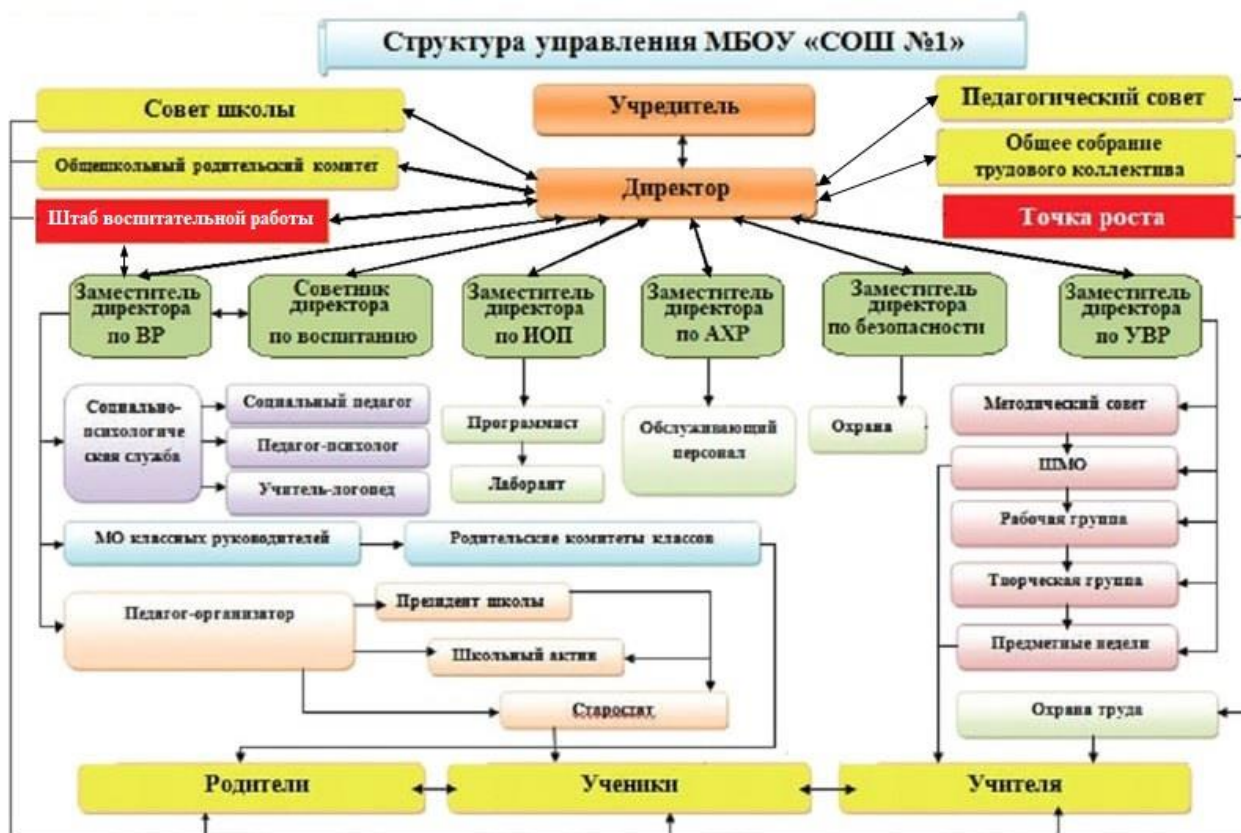 Структура управления МБОУ «СОШ №1»
Совет школы
Учредитель
Педагогический совет
Общешкольный родительский комитет
Общее собрание
трудового коллектива
Директор
Штаб воспитательной работы
Точка роста
Заместитель
директора
по ВР
Советник
директора
по воспитанию
Заместитель
директора
по ИОП
Заместитель
директора
по АХР
Заместитель
директора
по безопасности
Заместитель
директора
по УВР
Социально-
психологиче
ская служба
Социальный педагог
Педагог-психолог
Учитель-логопед
Программист
Лаборант
Обслуживающий
персонал
Охрана
Методический совет
ШМО
Рабочая группа
Творческая группа
Предметные недели
МО классных руководителей
Родительские комитеты классов
Педагог-организатор
Президент школы
Школьный актив
Старостат
Охрана труда
Родители
Ученики
Учителя